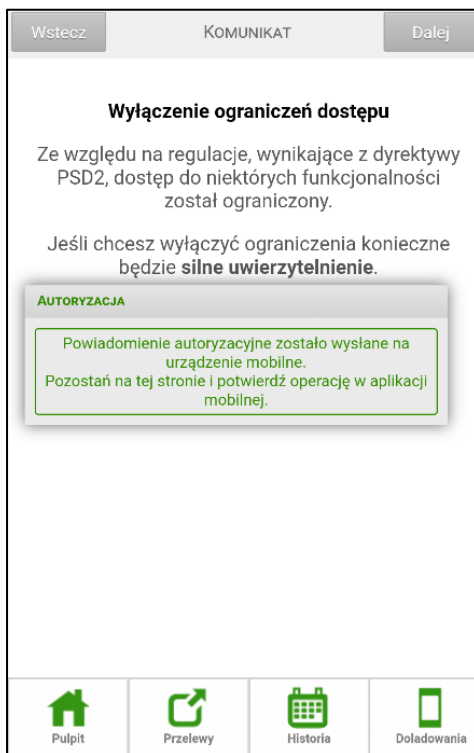 Wstecz KOMUNIKAT Dalej
Wyłączenie ograniczeń dostępu
Ze względu na regulacje, wynikające z dyrektywy
PSD2, dostęp do niektórych funkcjonalności
został ograniczony.
Jeśli chcesz wyłączyć ograniczenia konieczne
będzie silne uwierzytelnienie.
AUTORYZACJA
Powiadomienie autoryzacyjne zostało wysłane na
urządzenie mobilne.
Pozostań na tej stronie i potwierdź operację w aplikacji
mobilnej.
Pulpit Przelewy Historia Doladowania